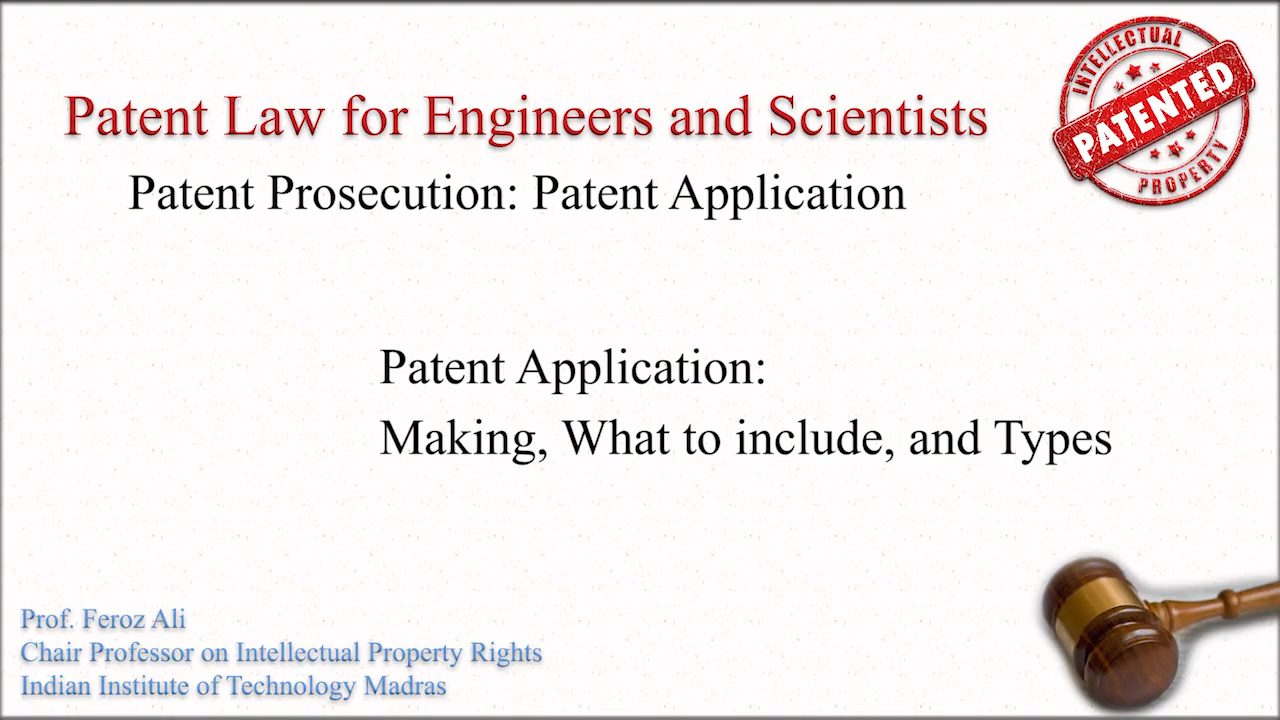 Patent Law for Engineers and Scientists
Patent Prosecution: Patent Application
INTELLECTUAL
PATENTED
PROPERTY
Patent Application:
Making, What to include, and Types
Prof. Feroz Ali
Chair Professor on Intellectual Property Rights
Indian Institute of Technology Madras